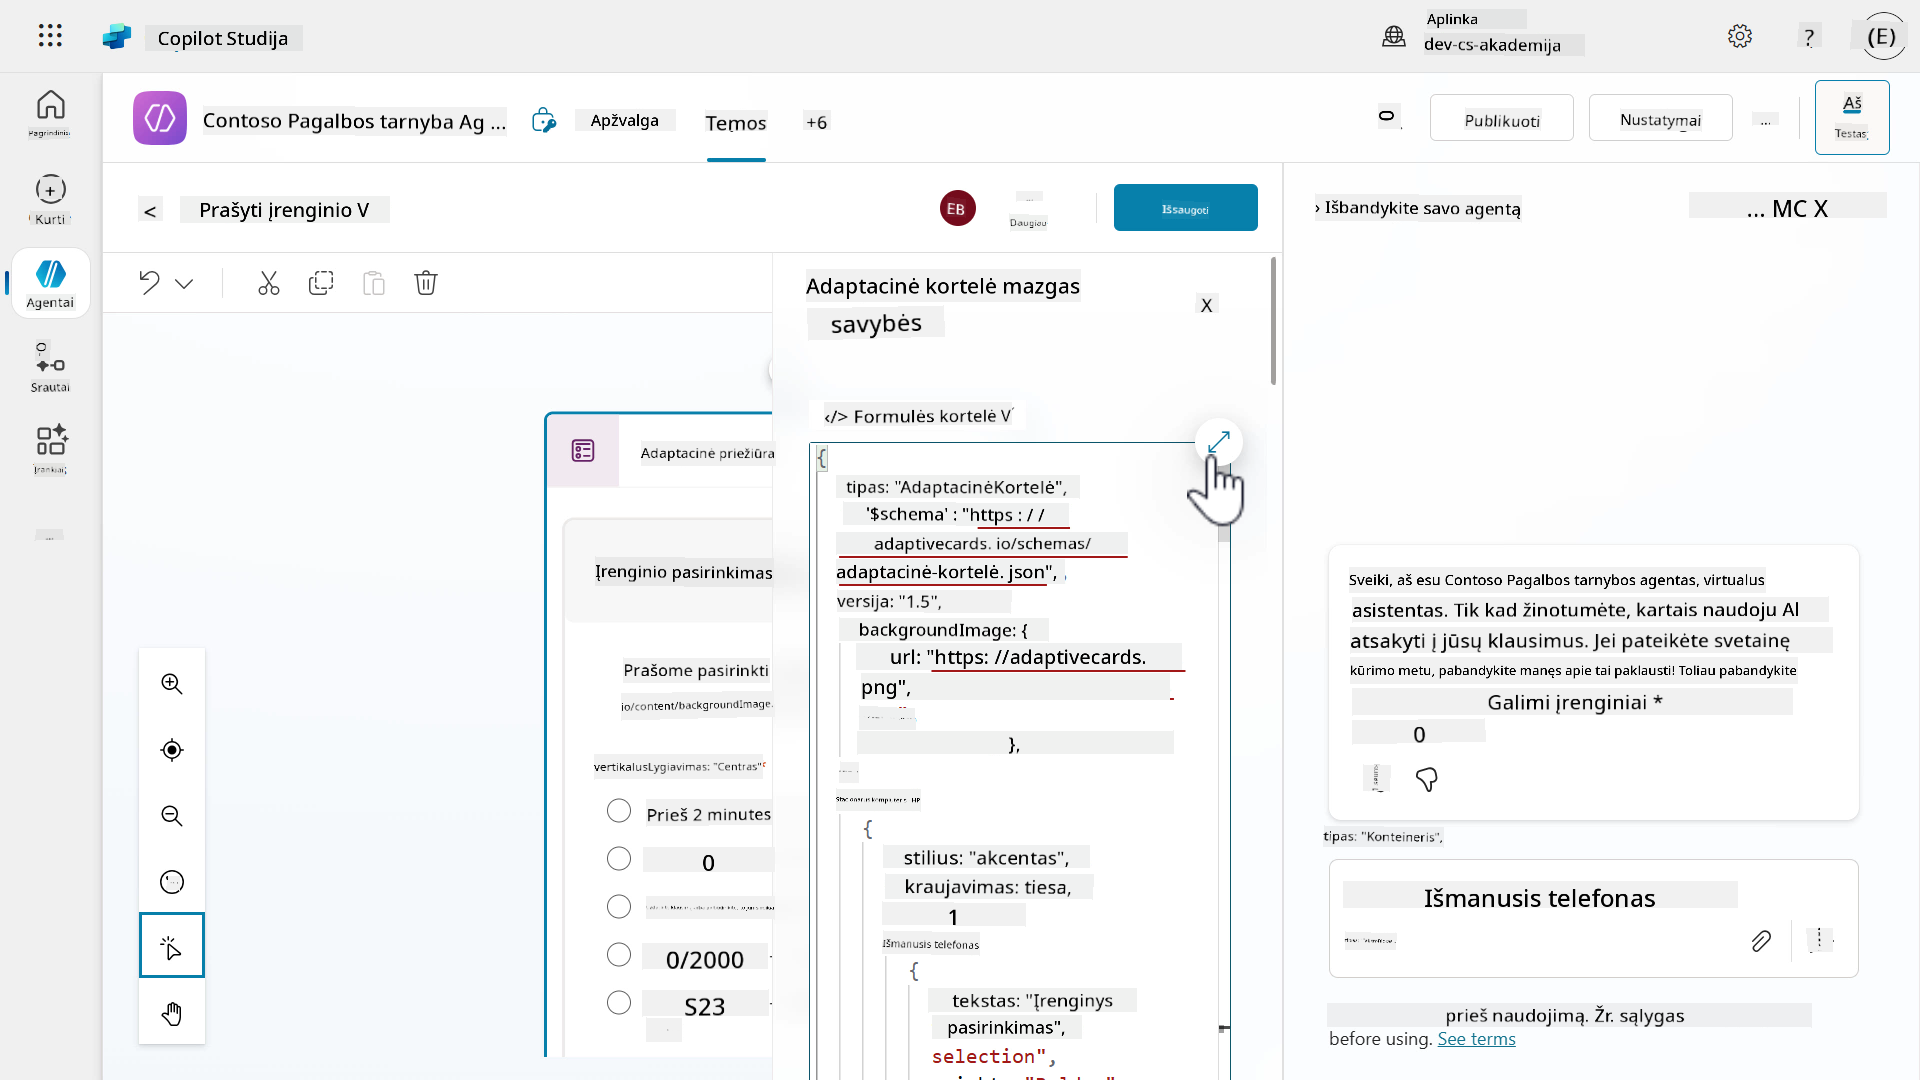 Copilot Studija
Aplinka
dev-cs-akademija
?
(E)
Pagrindinis
Kurti
Agentai
Srautai
Įrankiai
Contoso Pagalbos tarnyba Ag ...
Apžvalga
Temos
+6
Publikuoti
Nustatymai
...
Aš
Testas
<
Prašyti įrenginio V
EB
Daugiau
Išsaugoti
Adaptacinė priežiūra
Įrenginio pasirinkimas
Prašome pasirinkti
io/content/backgroundImage.
vertikalusLygiavimas: "Centras"
Prieš 2 minutes
0
0/2000
S23
Adaptacinė kortelė mazgas
savybės
X
</> Formulės kortelė V
{
tipas: "AdaptacinėKortelė",
'$schema' : "https : / /
adaptivecards. io/schemas/
adaptacinė-kortelė. json",
versija: "1.5",
backgroundImage: {
url: "https: //adaptivecards.
png",
},
Stacionarus kompiuteris HP
{
stilius: "akcentas",
kraujavimas: tiesa,
1
Išmanusis telefonas
{
tekstas: "Įrenginys
pasirinkimas",
selection",
› Išbandykite savo agentą
... MC X
Sveiki, aš esu Contoso Pagalbos tarnybos agentas, virtualus
asistentas. Tik kad žinotumėte, kartais naudoju Al
atsakyti į jūsų klausimus. Jei pateikėte svetainę
kūrimo metu, pabandykite manęs apie tai paklausti! Toliau pabandykite
Galimi įrenginiai *
0
tipas: "Konteineris",
Išmanusis telefonas
prieš naudojimą. Žr. sąlygas
before using. See terms